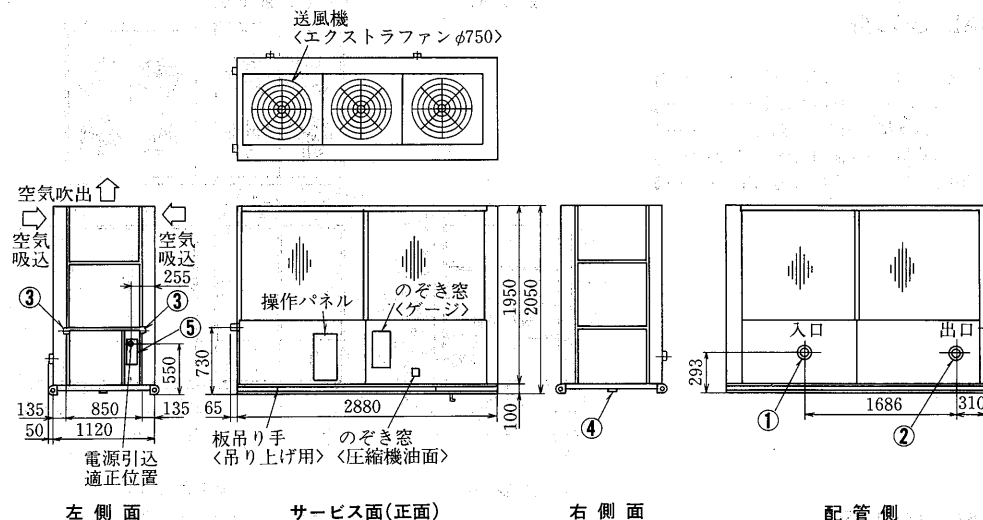 送風機
〈エクストラファンφ750〉
空気吹出
空気
吸込
空気
吸込
255
③
③
⑤
550
135
850
135
50
1120
電源引込
適正位置
左側面
操作パネル
のぞき窓
〈ゲージ〉
730
1950
2050
65
2880
100
板吊り手
〈吊り上げ用〉
のぞき窓
〈圧縮機油面〉
サービス面(正面)
④
右側面
入口
出口
293
①
1686
②
310
配管側